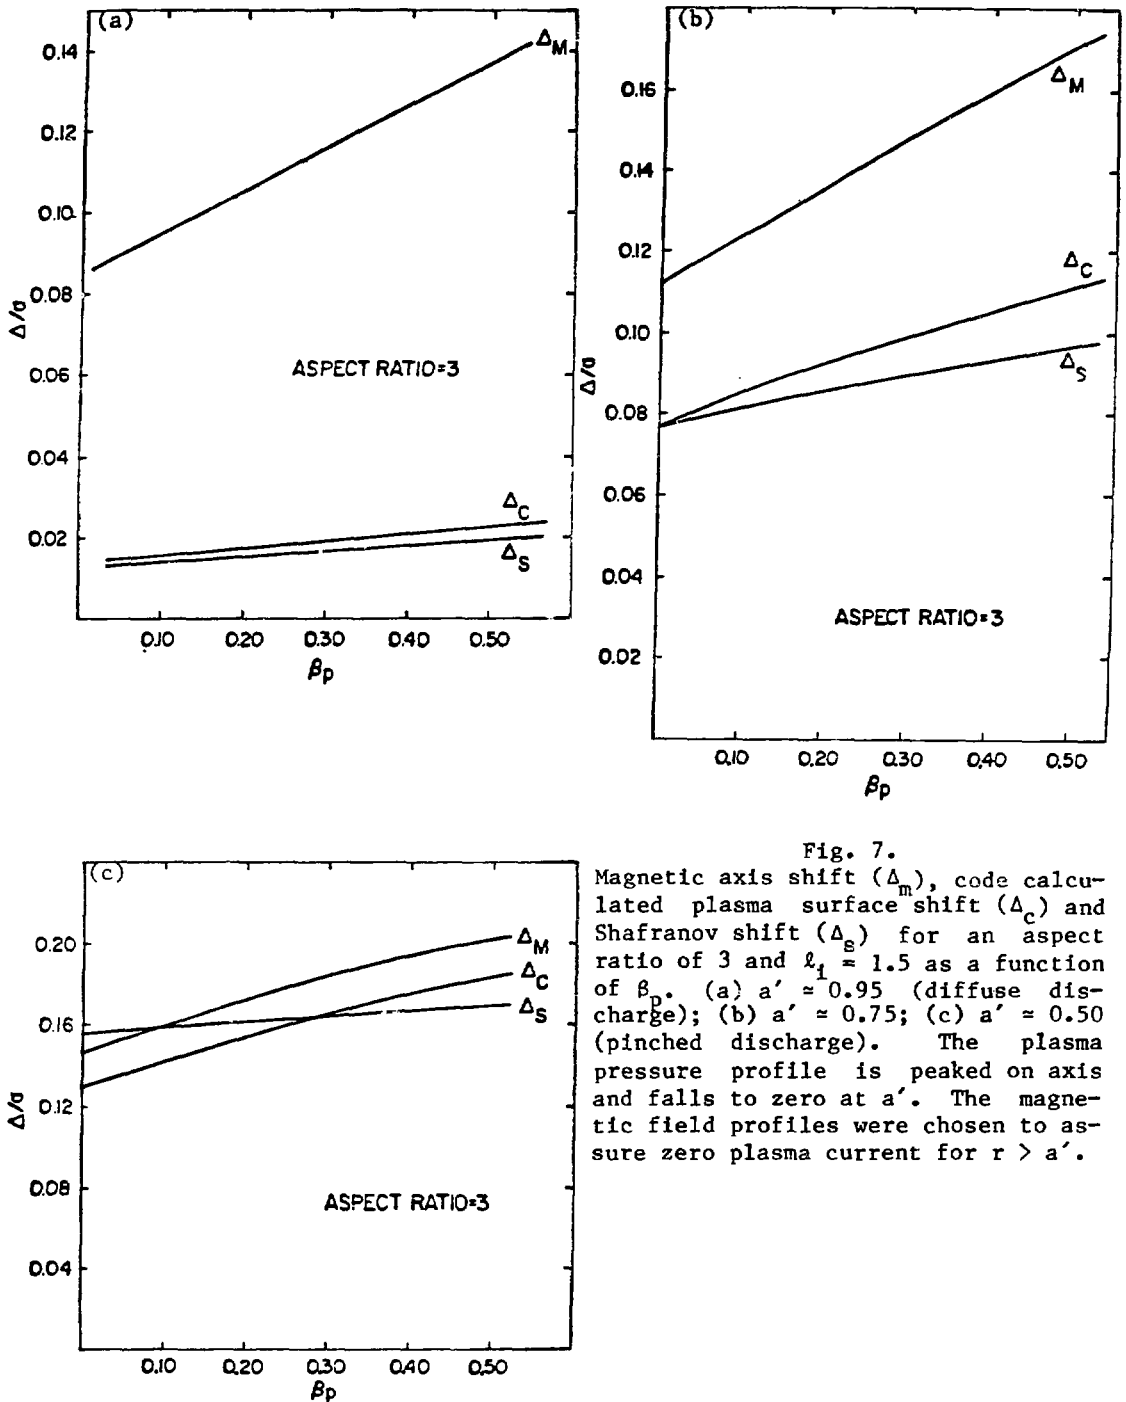 (a)
0.14
0.12
0.10
0.08
0.06
0.04
0.02
Δ/a
Δ_M
ASPECT RATIO=3
Δ_C
Δ_S
0.10 0.20 0.30 0.40 0.50
β_p
(b)
0.16
0.14
0.12
0.10
0.08
0.06
0.04
0.02
Δ/a
Δ_M
Δ_C
Δ_S
ASPECT RATIO=3
0.10 0.20 0.30 0.40 0.50
β_p
(c)
0.20
0.16
0.12
0.08
0.04
Δ/a
Δ_M
Δ_C
Δ_S
ASPECT RATIO=3
0.10 0.20 0.30 0.40 0.50
β_p
Fig. 7.
Magnetic axis shift (Δ_m), code calcu-
lated plasma surface shift (Δ_c) and
Shafranov shift (Δ_s) for an aspect
ratio of 3 and ℓ_i = 1.5 as a function
of β_p. (a) a′ ≃ 0.95 (diffuse dis-
charge); (b) a′ ≃ 0.75; (c) a′ ≃ 0.50
(pinched discharge). The plasma
pressure profile is peaked on axis
and falls to zero at a′. The magne-
tic field profiles were chosen to as-
sure zero plasma current for r > a′.